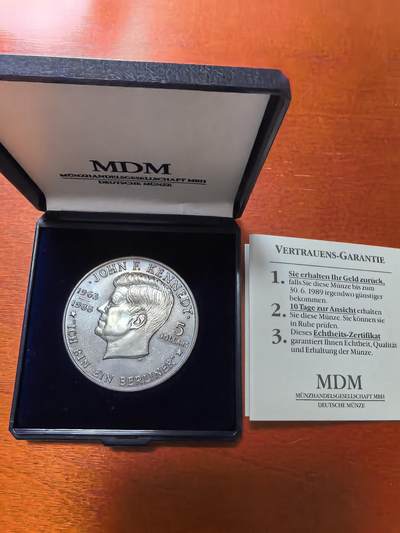 MDM
MÜNZHANDELSGESELLSCHAFT MBH
DEUTSCHE MÜNZE
JOHN F. KENNEDY
1963
1988
5
DOLLARS
"ICH BIN EIN BERLINER"
VERTRAUENS-GARANTIE
1. Sie erhalten Ihr Geld zurück,
falls Sie diese Münze bis zum
30. 6. 1989 irgendwo günstiger
bekommen.
2. 10 Tage zur Ansicht erhalten
Sie diese Münze. Sie können sie
in Ruhe prüfen.
3. Dieses Echtheits-Zertifikat
garantiert Ihnen Echtheit, Qualität
und Erhaltung der Münze.
MDM
MÜNZHANDELSGESELLSCHAFT MBH
DEUTSCHE MÜNZE